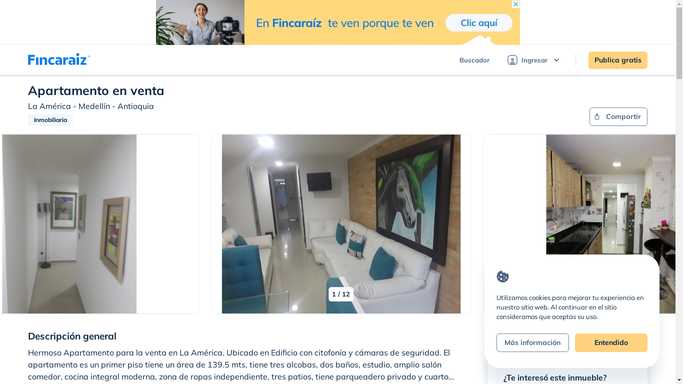 En Fincaraíz te ven porque te ven
Clic aquí
Fincaraiz
Buscador
Ingresar
Publica gratis
Apartamento en venta
La América - Medellín - Antioquia
Inmobiliaria
Compartir
1 / 12
Utilizamos cookies para mejorar tu experiencia en
nuestro sitio web. Al continuar en el sitio
consideramos que aceptas su uso.
Más información
Entendido
Descripción general
Hermoso Apartamento para la venta en La América. Ubicado en Edificio con citofonía y cámaras de seguridad. El
apartamento es un primer piso tiene un área de 139.5 mts, tiene tres alcobas, dos baños, estudio, amplio salón
comedor, cocina integral moderna, zona de ropas independiente, tres patios, tiene parqueadero privado y cuarto...
¿Te interesó este inmueble?